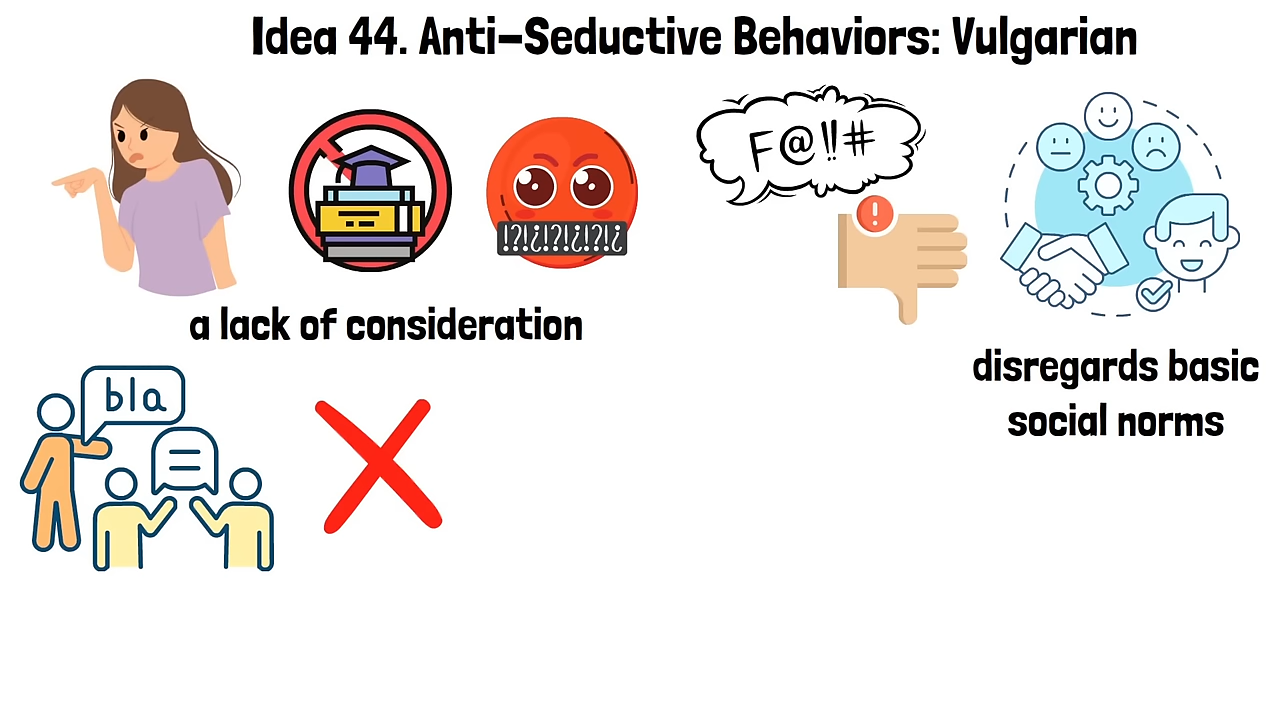 Idea 44. Anti-Seductive Behaviors: Vulgarian
F@!!#
!?!¿!?!¿!?!¿
a lack of consideration
disregards basic
social norms
bla